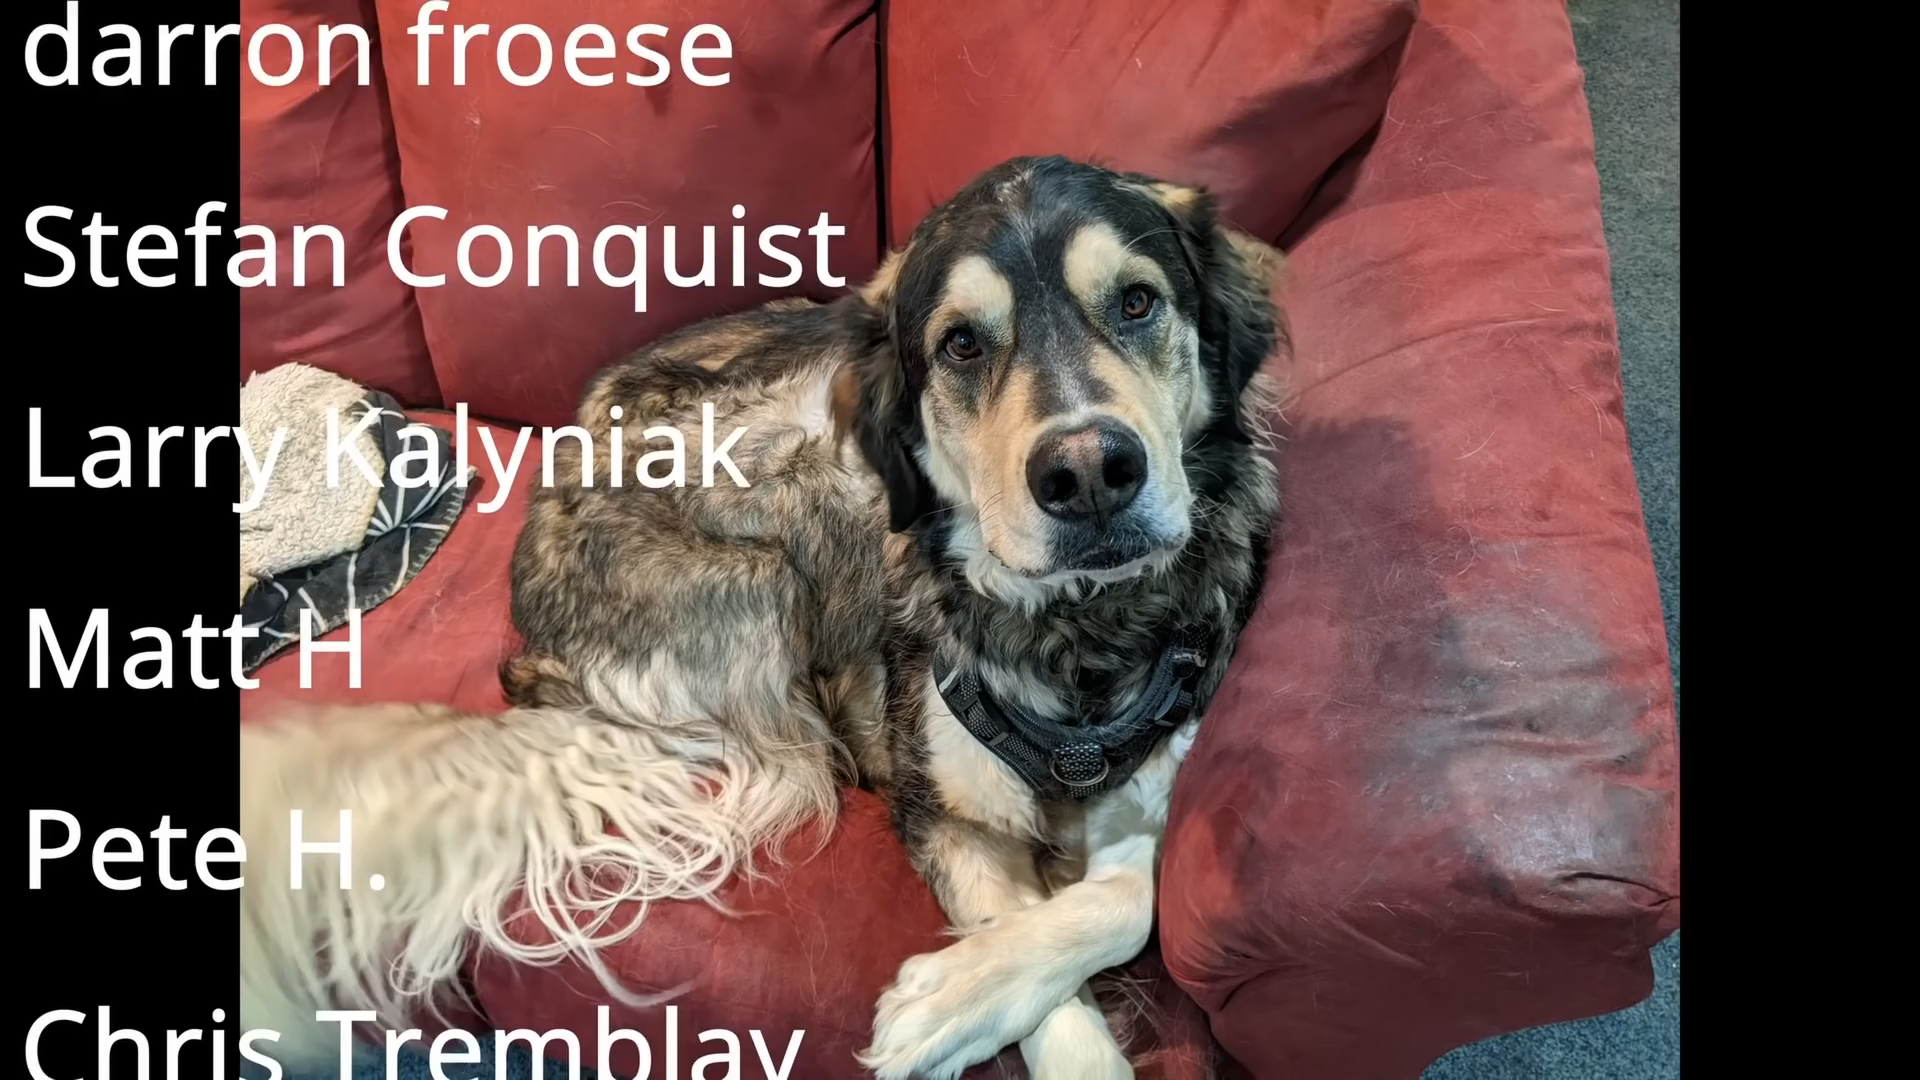 darron froese
Stefan Conquist
Larry Kalyniak
Matt H
Pete H.
Chris Tremblay